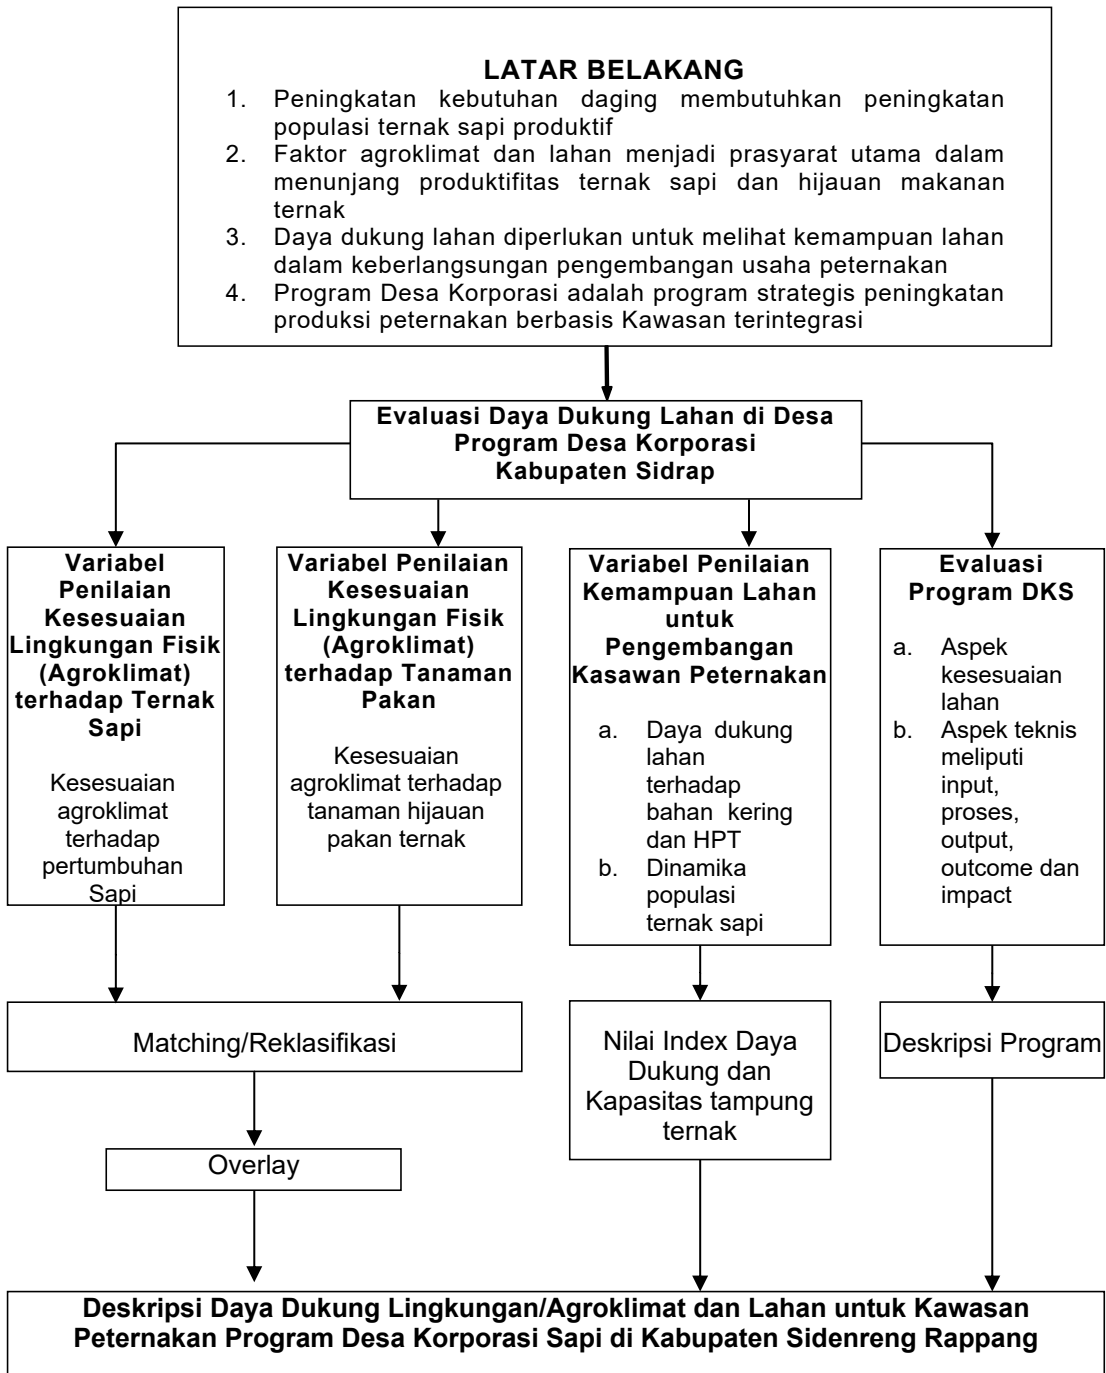 LATAR BELAKANG
1. Peningkatan kebutuhan daging membutuhkan peningkatan
populasi ternak sapi produktif
2. Faktor agroklimat dan lahan menjadi prasyarat utama dalam
menunjang produktifitas ternak sapi dan hijauan makanan
ternak
3. Daya dukung lahan diperlukan untuk melihat kemampuan lahan
dalam keberlangsungan pengembangan usaha peternakan
4. Program Desa Korporasi adalah program strategis peningkatan
produksi peternakan berbasis Kawasan terintegrasi
Evaluasi Daya Dukung Lahan di Desa
Program Desa Korporasi
Kabupaten Sidrap
Variabel
Penilaian
Kesesuaian
Lingkungan Fisik
(Agroklimat)
terhadap Ternak
Sapi
Kesesuaian
agroklimat
terhadap
pertumbuhan
Sapi
Variabel Penilaian
Kesesuaian
Lingkungan Fisik
(Agroklimat)
terhadap Tanaman
Pakan
Kesesuaian
agroklimat terhadap
tanaman hijauan
pakan ternak
Variabel Penilaian
Kemampuan Lahan
untuk
Pengembangan
Kasawan Peternakan
a. Daya dukung
lahan
terhadap
bahan kering
dan HPT
b. Dinamika
populasi
ternak sapi
Evaluasi
Program DKS
a. Aspek
kesesuaian
lahan
b. Aspek teknis
meliputi
input,
proses,
output,
outcome dan
impact
Matching/Reklasifikasi
Nilai Index Daya
Dukung dan
Kapasitas tampung
ternak
Deskripsi Program
Overlay
Deskripsi Daya Dukung Lingkungan/Agroklimat dan Lahan untuk Kawasan
Peternakan Program Desa Korporasi Sapi di Kabupaten Sidenreng Rappang